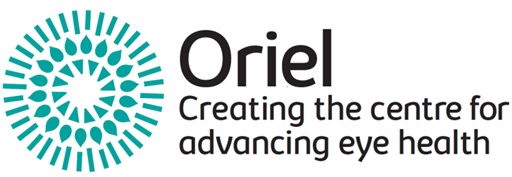 Oriel
Creating the centre for
advancing eye health